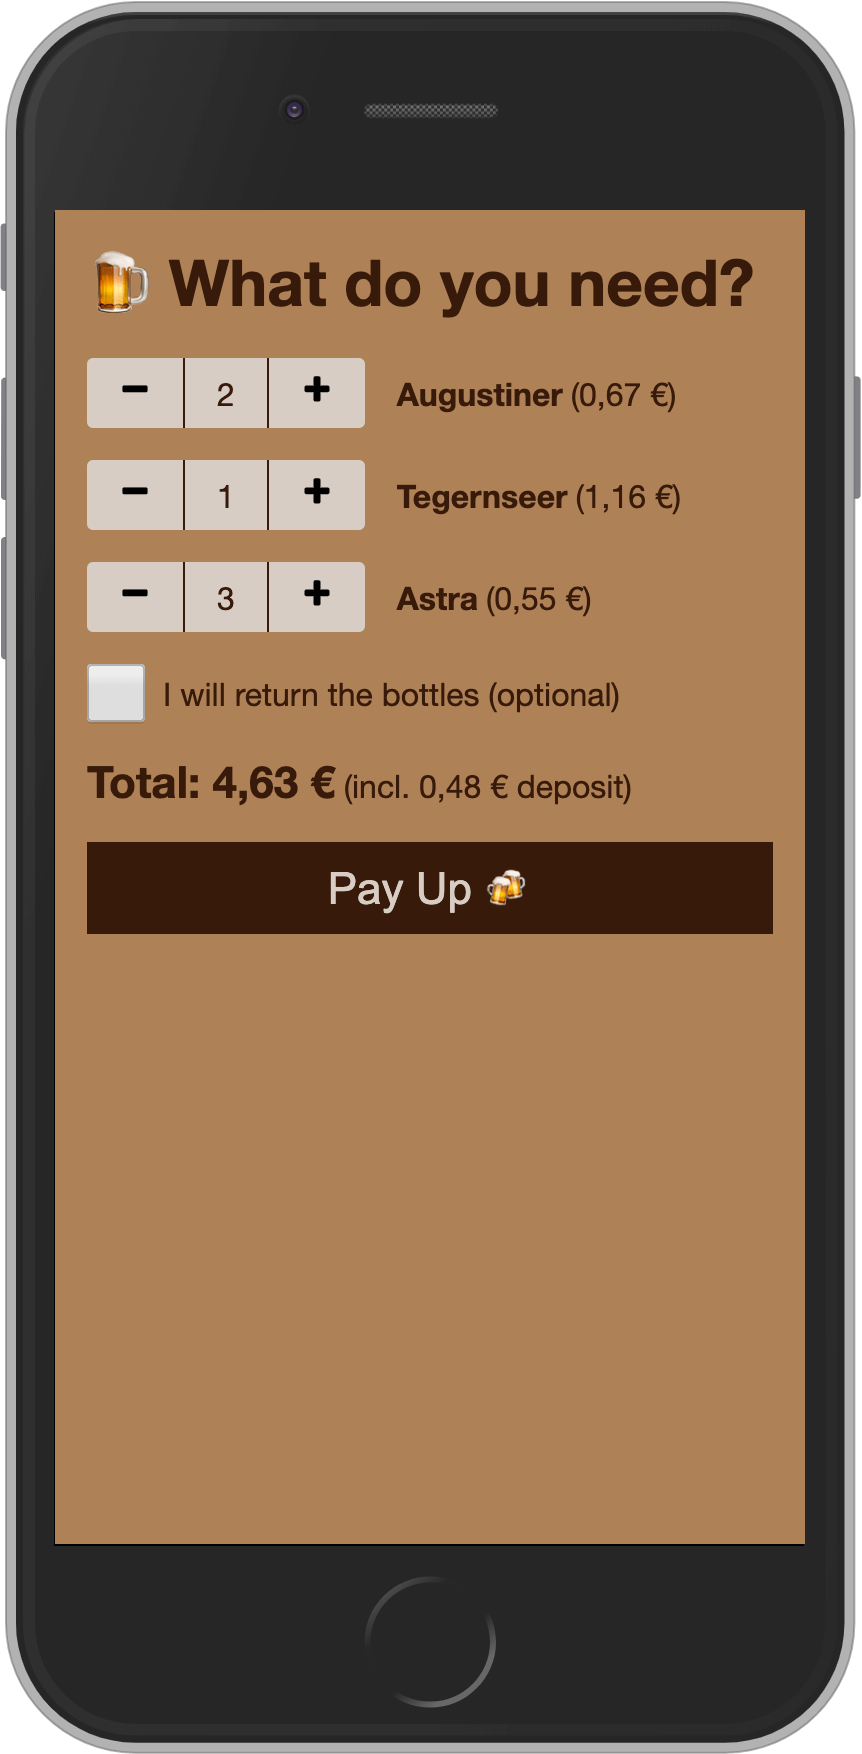 🍺 What do you need?
− 2 + Augustiner (0,67 €)
− 1 + Tegernseer (1,16 €)
− 3 + Astra (0,55 €)
I will return the bottles (optional)
Total: 4,63 € (incl. 0,48 € deposit)
Pay Up 🍻